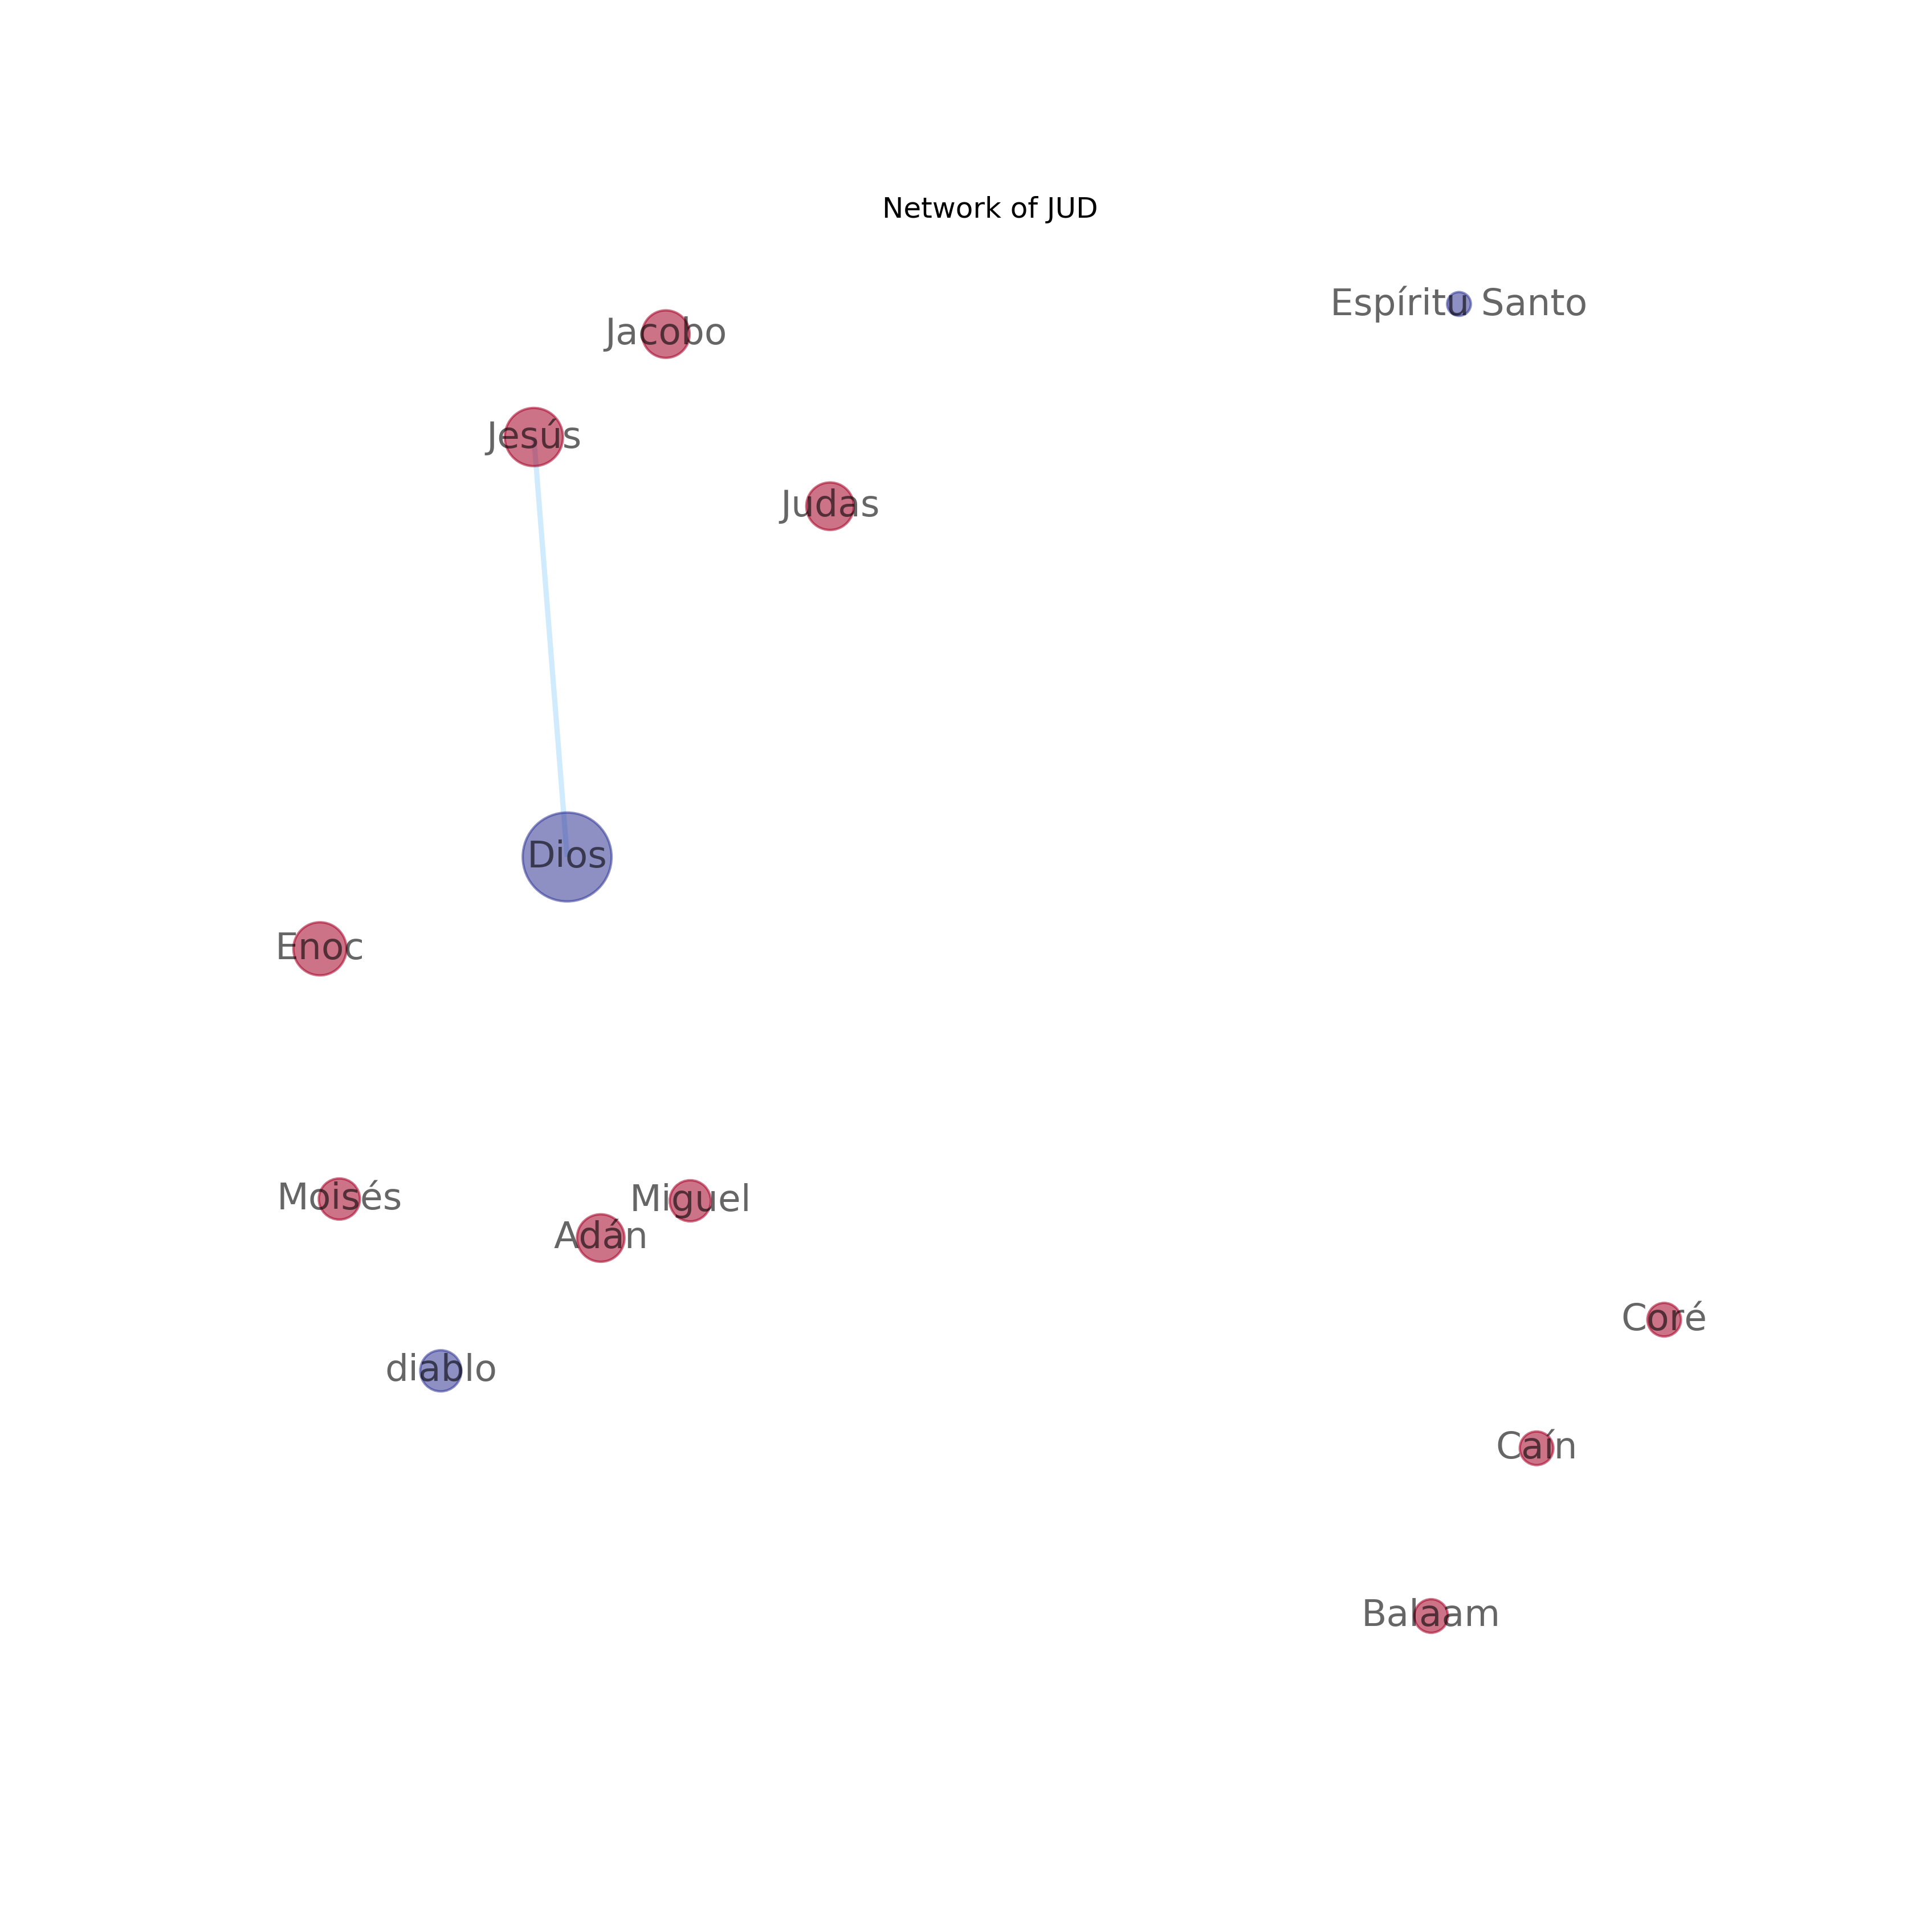 Network of JUD
Espíritu Santo
Jacobo
Jesús
Judas
Dios
Enoc
Moisés
Miguel
Adán
Coré
diablo
Caín
Balaam